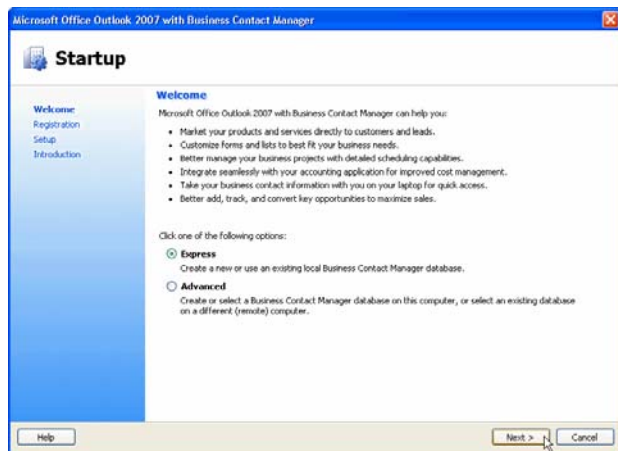 Microsoft Office Outlook 2007 with Business Contact Manager
Startup
Welcome
Registration
Setup
Introduction
Welcome
Microsoft Office Outlook 2007 with Business Contact Manager can help you:
• Market your products and services directly to customers and leads.
• Customize forms and lists to best fit your business needs.
• Better manage your business projects with detailed scheduling capabilities.
• Integrate seamlessly with your accounting application for improved cost management.
• Take your business contact information with you on your laptop for quick access.
• Better add, track, and convert key opportunities to maximize sales.
Click one of the following options:
Express
Create a new or use an existing local Business Contact Manager database.
Advanced
Create or select a Business Contact Manager database on this computer, or select an existing database
on a different (remote) computer.
Help
Next >
Cancel